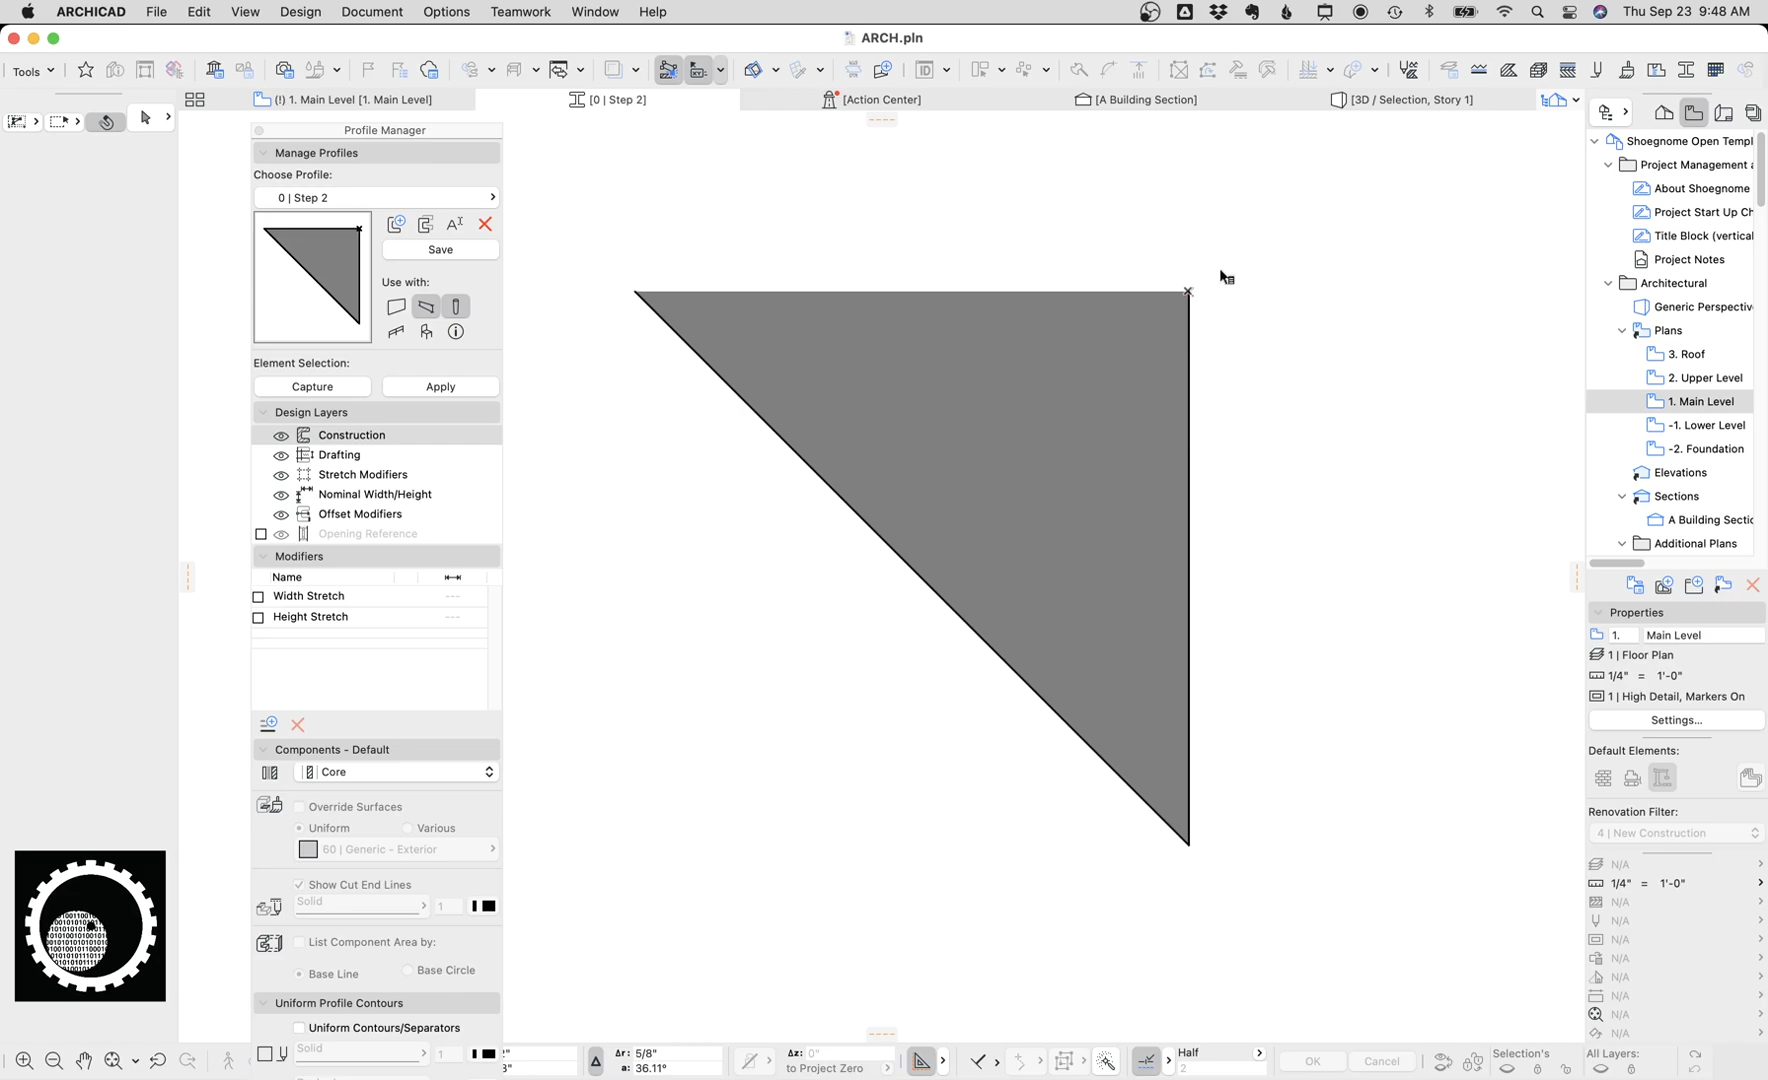 ARCHICAD File Edit View Design Document Options Teamwork Window Help Thu Sep 23 9:48 AM
ARCH.pln
Tools
(!) 1. Main Level [1. Main Level] [0 | Step 2] [Action Center] [A Building Section] [3D / Selection, Story 1]
Profile Manager
Manage Profiles
Choose Profile:
0 | Step 2
Save
Use with:
Element Selection:
Capture Apply
Design Layers
Construction
Drafting
Stretch Modifiers
Nominal Width/Height
Offset Modifiers
Opening Reference
Modifiers
Name
Width Stretch ---
Height Stretch ---
Components - Default
Core
Override Surfaces
Uniform Various
60 | Generic - Exterior
Show Cut End Lines
Solid 1
List Component Area by:
Base Line Base Circle
Uniform Profile Contours
Uniform Contours/Separators
Solid 1
Shoegnome Open Templ
Project Management a
About Shoegnome
Project Start Up Ch
Title Block (vertical
Project Notes
Architectural
Generic Perspectiv
Plans
3. Roof
2. Upper Level
1. Main Level
-1. Lower Level
-2. Foundation
Elevations
Sections
A Building Sectio
Additional Plans
Properties
1. Main Level
1 | Floor Plan
1/4" = 1'-0"
1 | High Detail, Markers On
Settings...
Default Elements:
Renovation Filter:
4 | New Construction
N/A
1/4" = 1'-0"
N/A
N/A
N/A
N/A
N/A
N/A
N/A
N/A
Δr: 5/8"
a: 36.11°
Δz: 0"
to Project Zero
Half
2
OK Cancel
Selection's
All Layers: